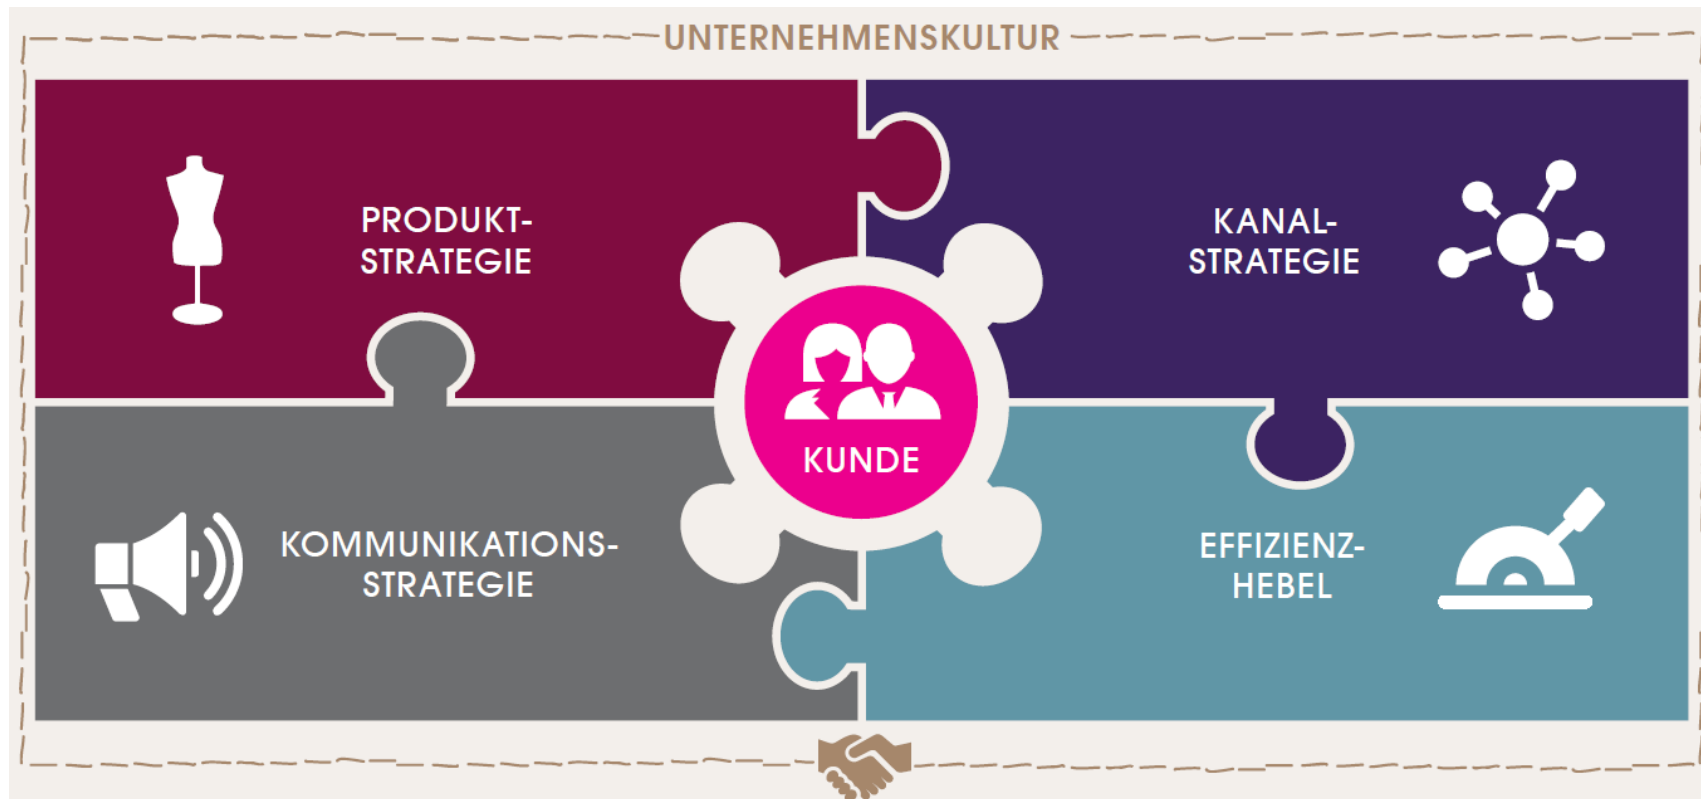 UNTERNEHMENSKULTUR
PRODUKT-
STRATEGIE
KANAL-
STRATEGIE
KUNDE
KOMMUNIKATIONS-
STRATEGIE
EFFIZIENZ-
HEBEL